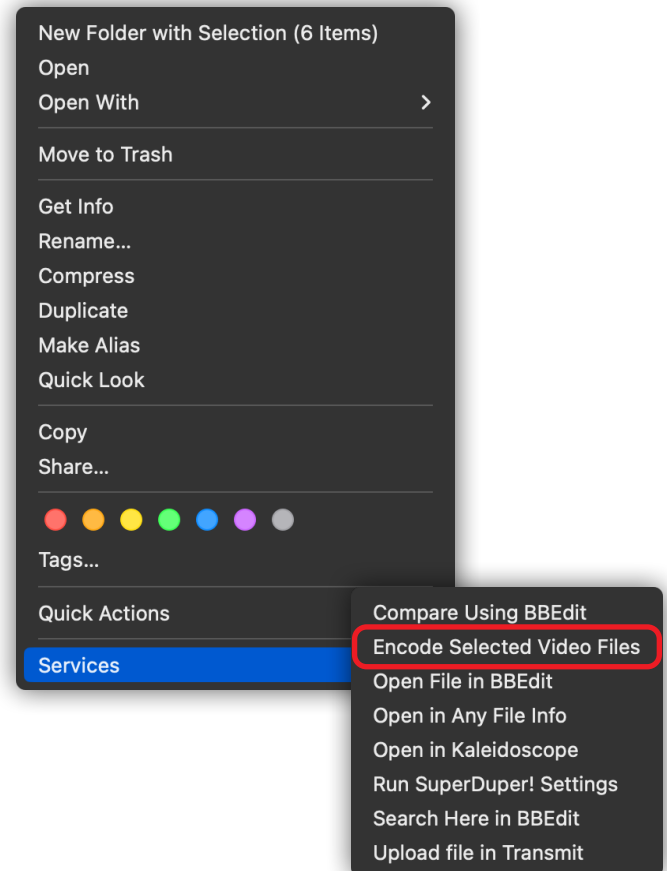 New Folder with Selection (6 Items)
Open
Open With
Move to Trash
Get Info
Rename...
Compress
Duplicate
Make Alias
Quick Look
Copy
Share...
Tags...
Quick Actions
Services
Compare Using BBEdit
Encode Selected Video Files
Open File in BBEdit
Open in Any File Info
Open in Kaleidoscope
Run SuperDuper! Settings
Search Here in BBEdit
Upload file in Transmit